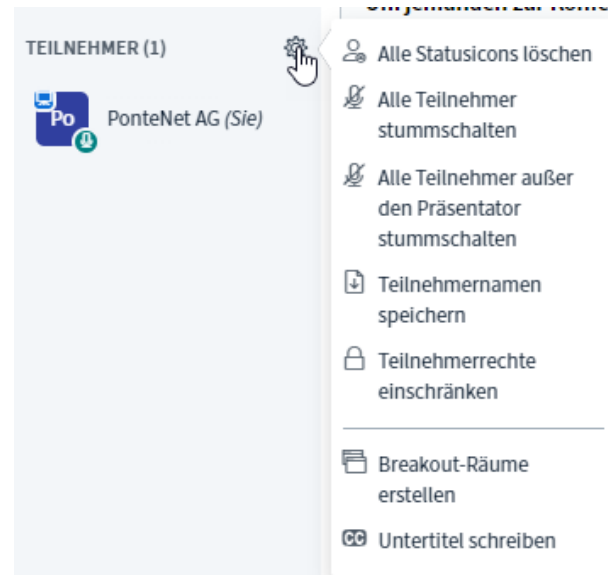 TEILNEHMER (1)
Po
PonteNet AG (Sie)
Alle Statusicons löschen
Alle Teilnehmer
stummschalten
Alle Teilnehmer außer
den Präsentator
stummschalten
Teilnehmernamen
speichern
Teilnehmerrechte
einschränken
Breakout-Räume
erstellen
CC Untertitel schreiben